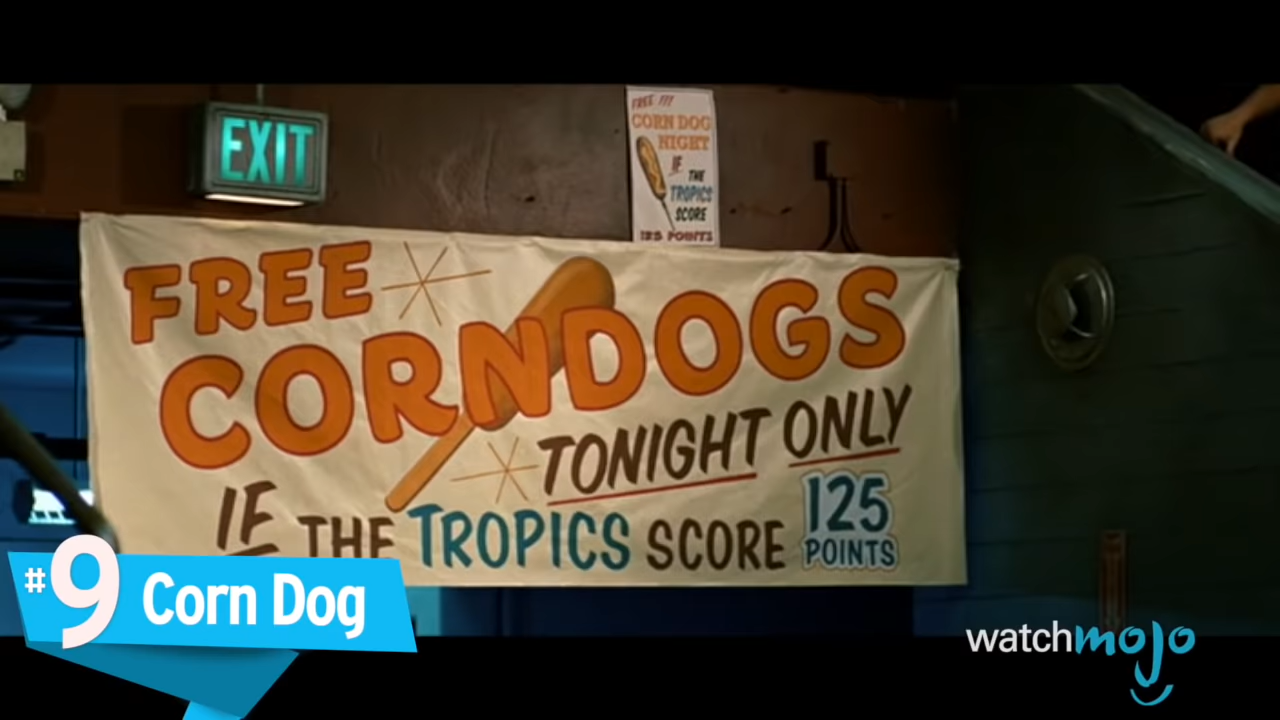 EXIT
FREE !!!
CORN DOG
NIGHT
IF
THE
TROPICS
SCORE
125 POINTS
FREE
CORNDOGS
TONIGHT ONLY
IF THE TROPICS SCORE 125
POINTS
#9 Corn Dog
watchmojo